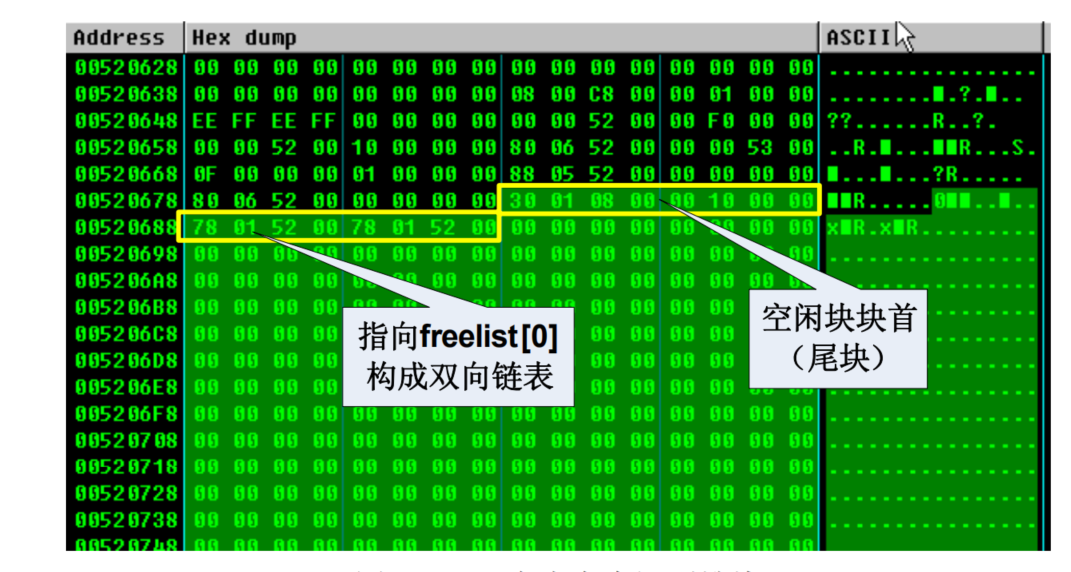 Address Hex dump ASCII
00520628 00 00 00 00 00 00 00 00 00 00 00 00 00 00 00 00 ................
00520638 00 00 00 00 00 00 00 00 08 00 C8 00 00 01 00 00 ........■.?.■..
00520648 EE FF EE FF 00 00 00 00 00 00 52 00 00 F0 00 00 ??......R..?.
00520658 00 00 52 00 10 00 00 00 80 06 52 00 00 00 53 00 ..R.■...■■R...S.
00520668 0F 00 00 00 01 00 00 00 88 05 52 00 00 00 00 00 ■...■...?R.....
00520678 80 06 52 00 00 00 00 00 30 01 08 00 00 10 00 00 ■■R.....0■■..■..
00520688 78 01 52 00 78 01 52 00 00 00 00 00 00 00 00 00 x■R.x■R.........
00520698 00 00 00 00 00 00 00 00 00 00 00 00 ................
005206A8 00 00 00 00 00 00 00 00 ................
005206B8 00 00 00 00 00 00 ................
空闲块块首
005206C8 00 00 00 00 00 00 ................
指向freelist[0]
(尾块)
005206D8 00 00 00 00 00 00 ................
构成双向链表
005206E8 00 00 00 00 00 00 ................
005206F8 00 00 00 00 00 00 00 00 00 00 00 00 00 00 00 00 ................
00520708 00 00 00 00 00 00 00 00 00 00 00 00 00 00 00 00 ................
00520718 00 00 00 00 00 00 00 00 00 00 00 00 00 00 00 00 ................
00520728 00 00 00 00 00 00 00 00 00 00 00 00 00 00 00 00 ................
00520738 00 00 00 00 00 00 00 00 00 00 00 00 00 00 00 00 ................
00520748 00 00 00 00 00 00 00 00 00 00 00 00 00 00 00 00